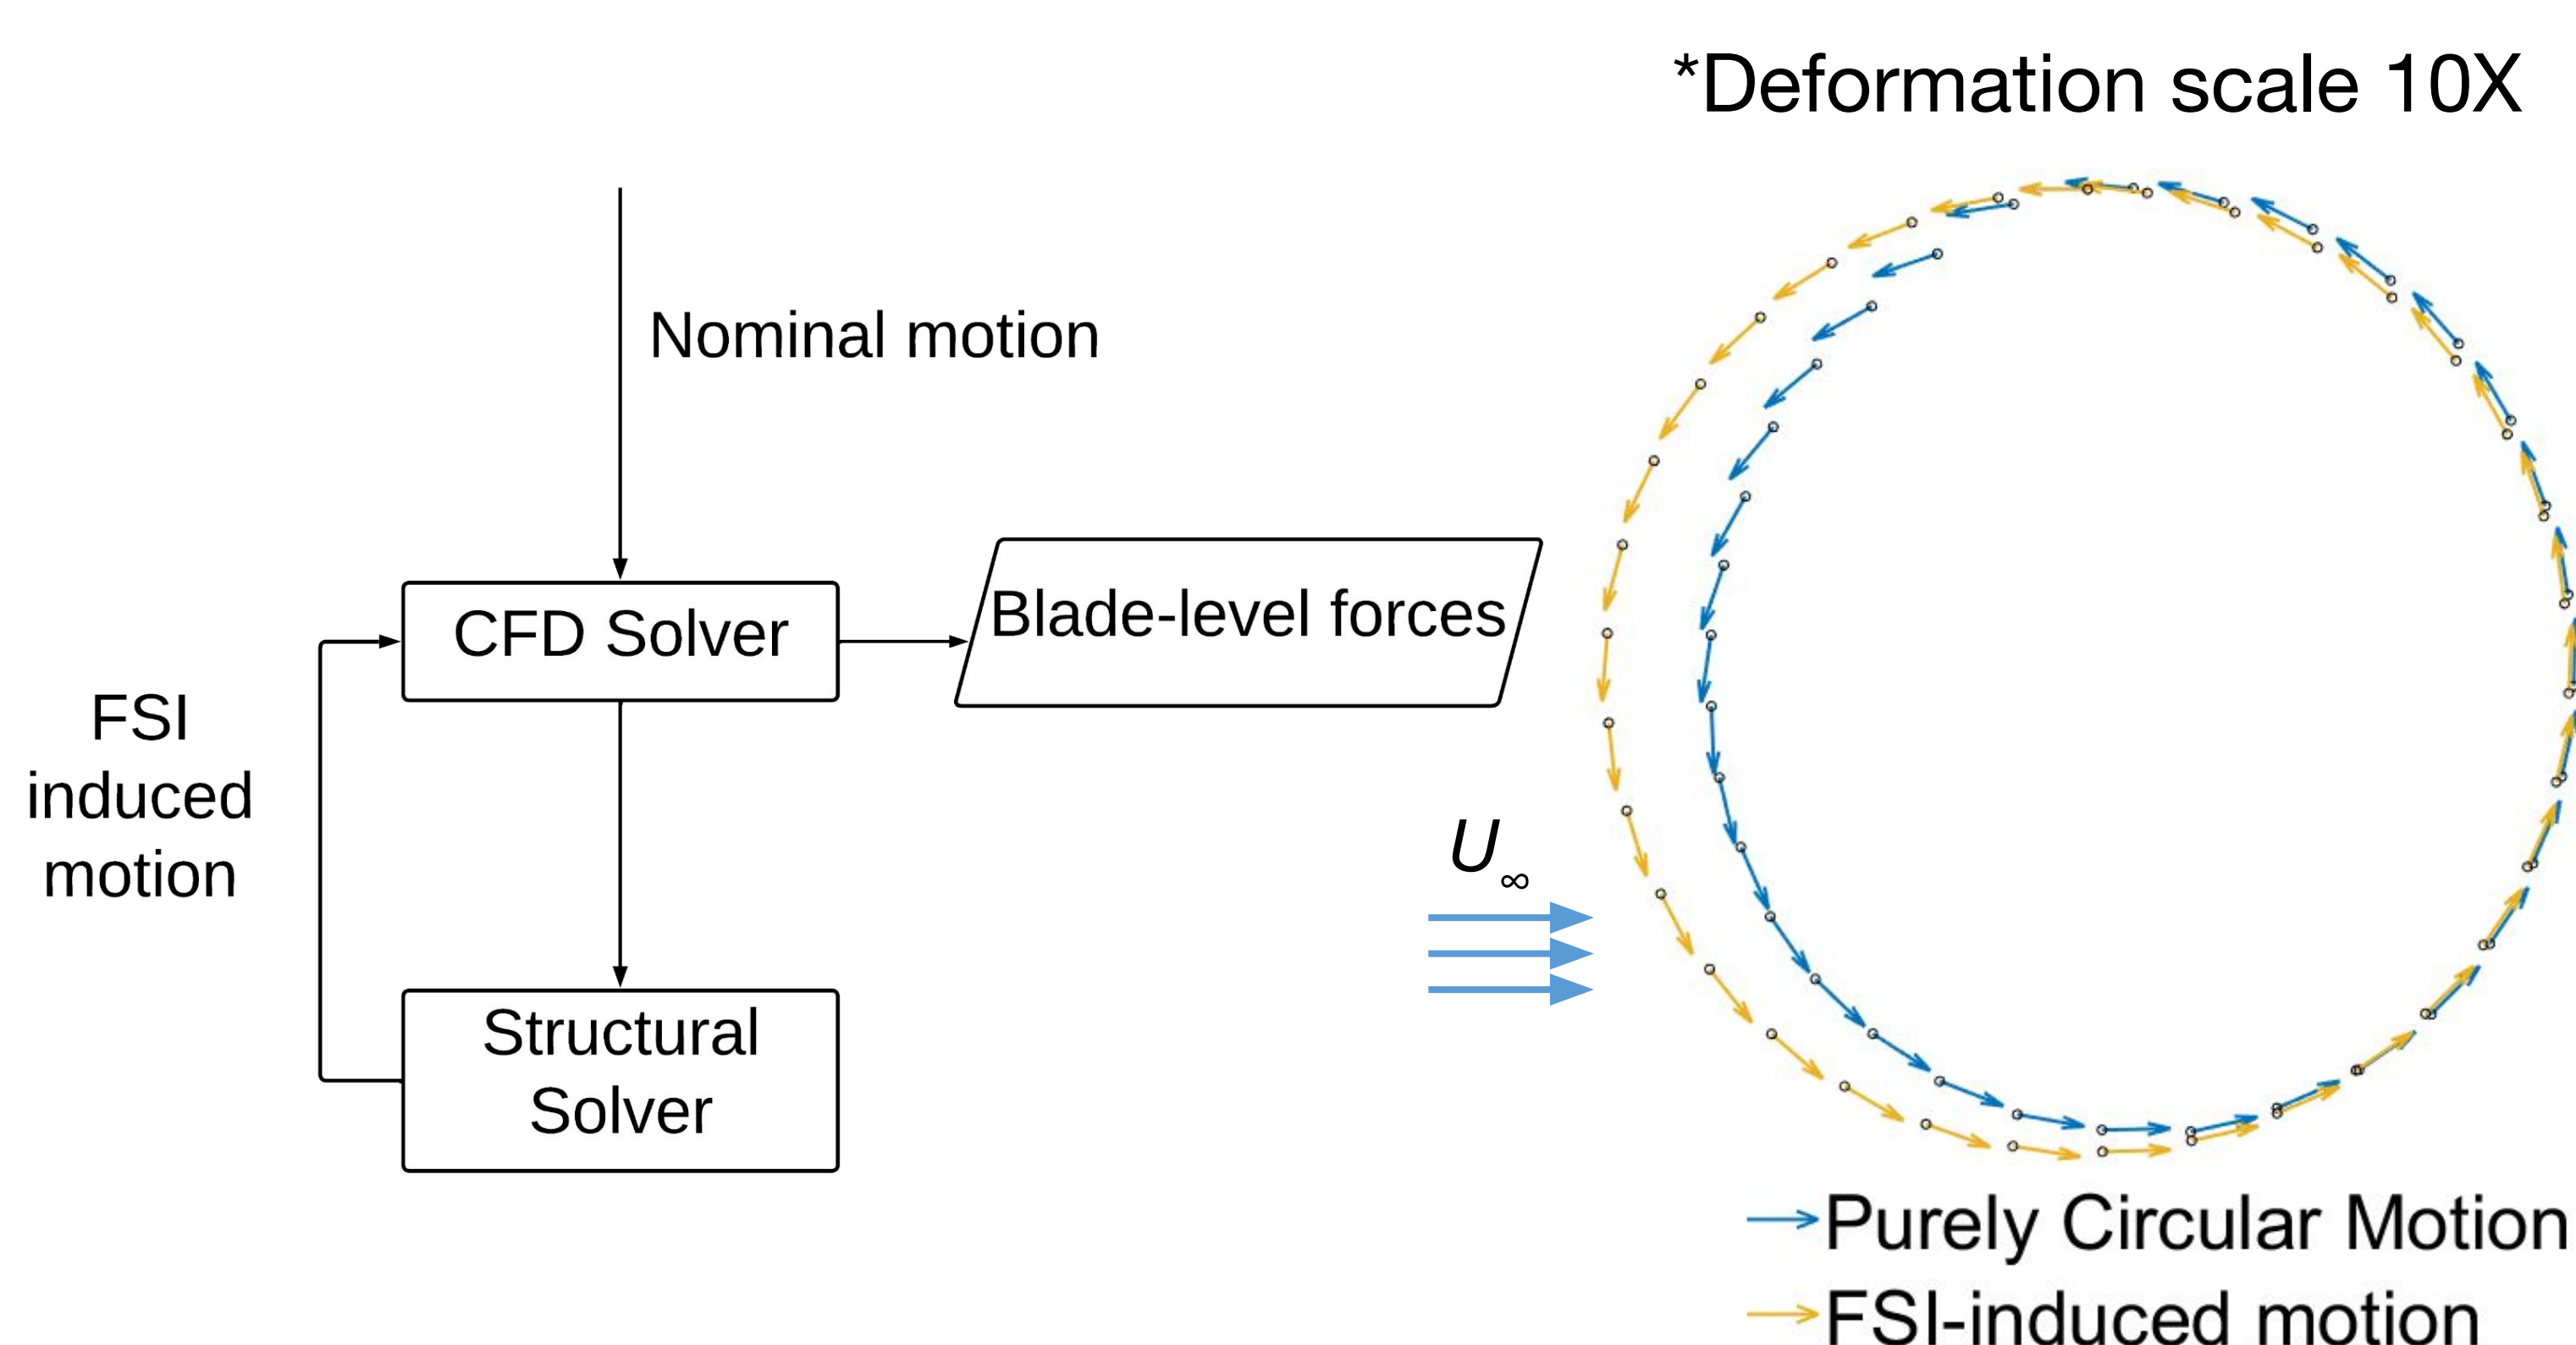 *Deformation scale 10X
Nominal motion
CFD Solver
Blade-level forces
FSI
induced
motion
U∞
Structural
Solver
Purely Circular Motion
FSI-induced motion